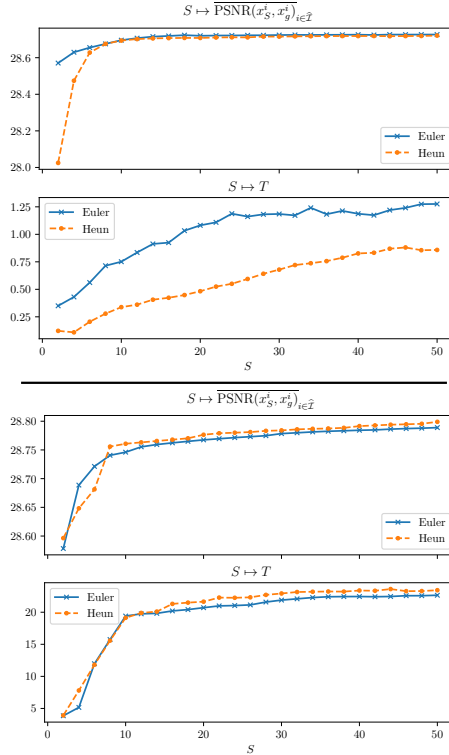 S ↦ PSNR(x_S^i, x_g^i)_{i∈Î}
28.6
28.4
28.2
28.0
Euler
Heun
S ↦ T
1.25
1.00
0.75
0.50
0.25
Euler
Heun
0 10 20 30 40 50
S
S ↦ PSNR(x_S^i, x_g^i)_{i∈Î}
28.80
28.75
28.70
28.65
28.60
Euler
Heun
S ↦ T
20
15
10
5
Euler
Heun
0 10 20 30 40 50
S